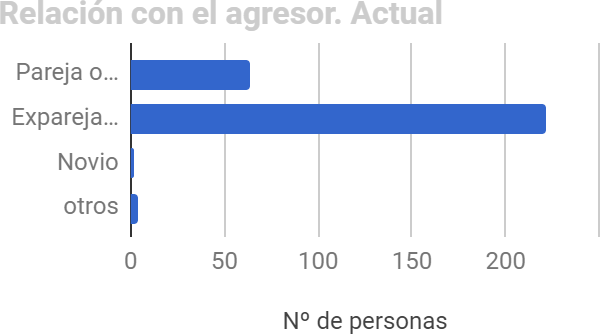 Relación con el agresor. Actual
Pareja o...
Expareja...
Novio
otros
0 50 100 150 200
Nº de personas